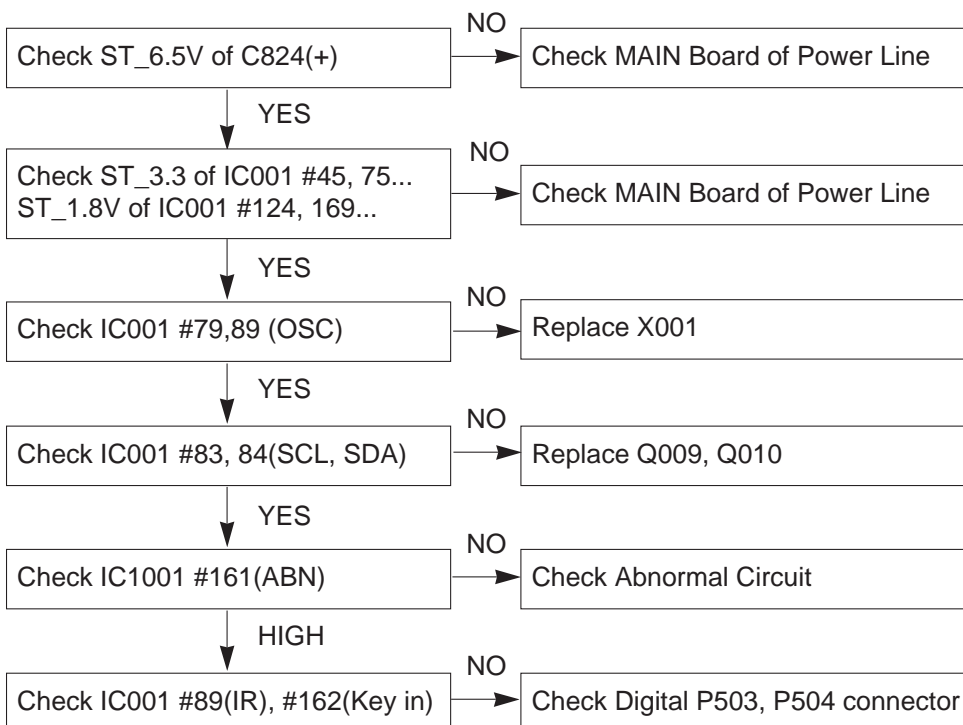 NO
Check ST_6.5V of C824(+)
Check MAIN Board of Power Line
YES
NO
Check ST_3.3 of IC001 #45, 75...
ST_1.8V of IC001 #124, 169...
Check MAIN Board of Power Line
YES
NO
Check IC001 #79,89 (OSC)
Replace X001
YES
NO
Check IC001 #83, 84(SCL, SDA)
Replace Q009, Q010
YES
NO
Check IC1001 #161(ABN)
Check Abnormal Circuit
HIGH
NO
Check IC001 #89(IR), #162(Key in)
Check Digital P503, P504 connector